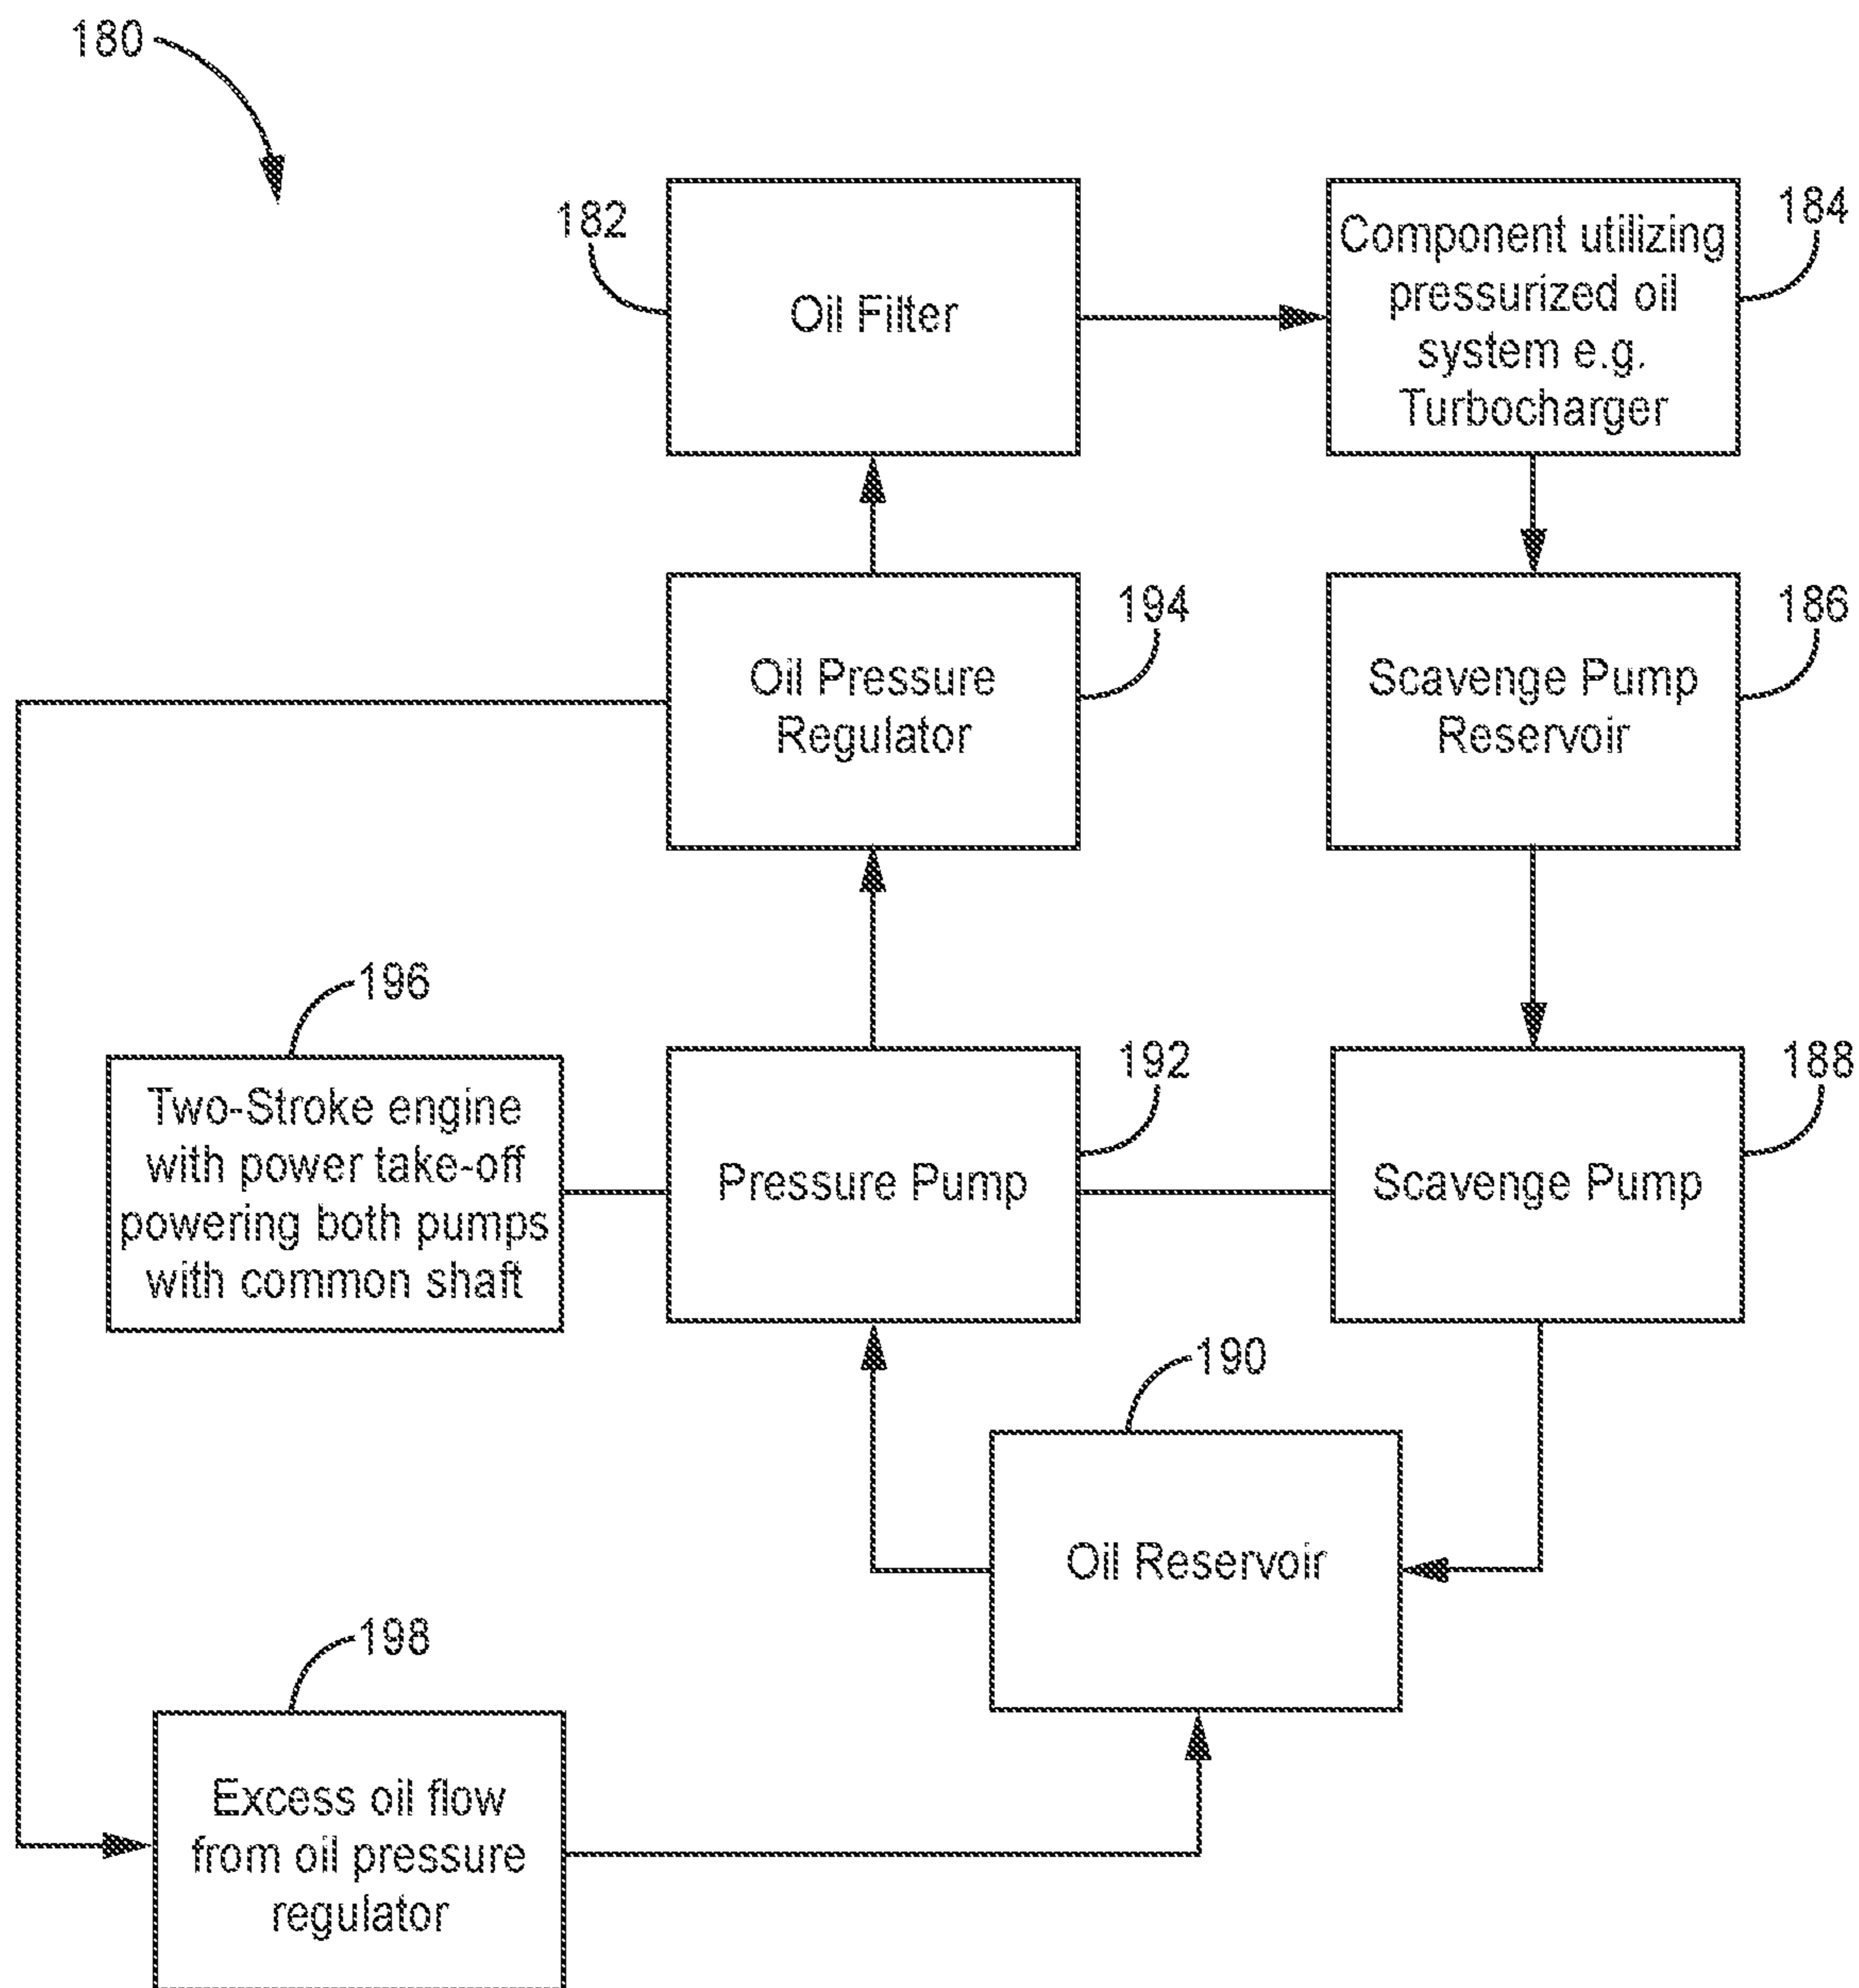 180
182
Oil Filter
184
Component utilizing
pressurized oil
system e.g.
Turbocharger
194
Oil Pressure
Regulator
186
Scavenge Pump
Reservoir
196
Two-Stroke engine
with power take-off
powering both pumps
with common shaft
192
Pressure Pump
188
Scavenge Pump
190
Oil Reservoir
198
Excess oil flow
from oil pressure
regulator